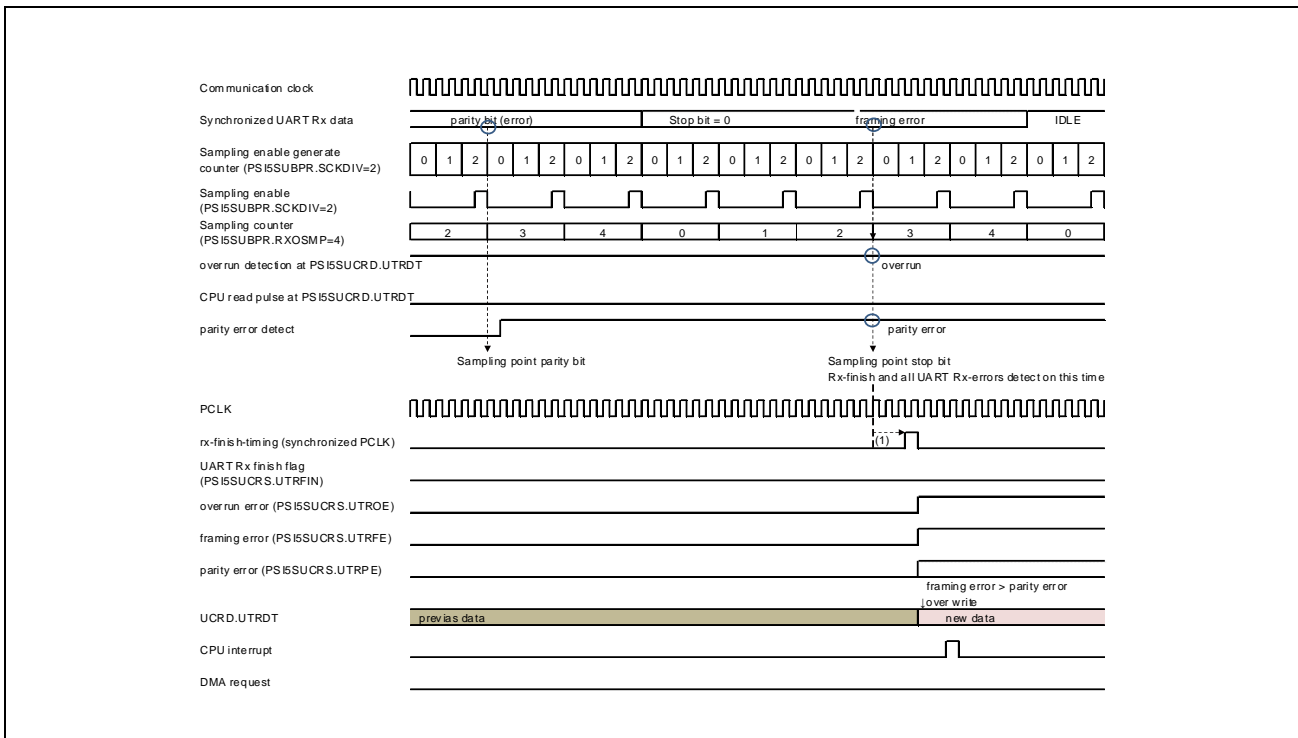 Communication clock
Synchronized UART Rx data
parity bit (error) Stop bit = 0 framing error IDLE
Sampling enable generate
counter (PSI5SUBPR.SCKDIV=2)
0 1 2 0 1 2 0 1 2 0 1 2 0 1 2 0 1 2 0 1 2 0 1 2 0 1 2
Sampling enable
(PSI5SUBPR.SCKDIV=2)
Sampling counter
(PSI5SUBPR.RXOSMP=4)
2 3 4 0 1 2 3 4 0
overrun detection at PSI5SUCRD.UTRDT
overrun
CPU read pulse at PSI5SUCRD.UTRDT
parity error detect
parity error
Sampling point parity bit
Sampling point stop bit
Rx-finish and all UART Rx-errors detect on this time
PCLK
rx-finish-timing (synchronized PCLK)
(1)
UART Rx finish flag
(PSI5SUCRS.UTRFIN)
overrun error (PSI5SUCRS.UTROE)
framing error (PSI5SUCRS.UTRFE)
parity error (PSI5SUCRS.UTRPE)
framing error > parity error
↓over write
UCRD.UTRDT
previas data new data
CPU interrupt
DMA request